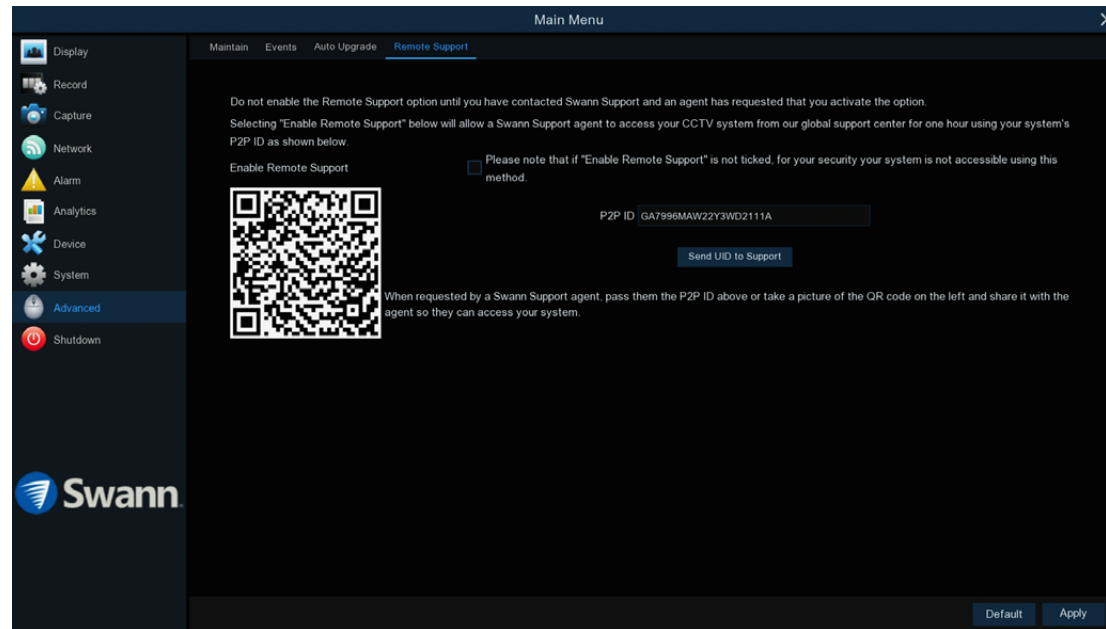 Main Menu
Display
Record
Capture
Network
Alarm
Analytics
Device
System
Advanced
Shutdown
Swann
Maintain Events Auto Upgrade Remote Support
Do not enable the Remote Support option until you have contacted Swann Support and an agent has requested that you activate the option.
Selecting "Enable Remote Support" below will allow a Swann Support agent to access your CCTV system from our global support center for one hour using your system's
P2P ID as shown below.
Enable Remote Support
Please note that if "Enable Remote Support" is not ticked, for your security your system is not accessible using this
method.
P2P ID GA7996MAW22Y3WD2111A
Send UID to Support
When requested by a Swann Support agent, pass them the P2P ID above or take a picture of the QR code on the left and share it with the
agent so they can access your system.
Default Apply